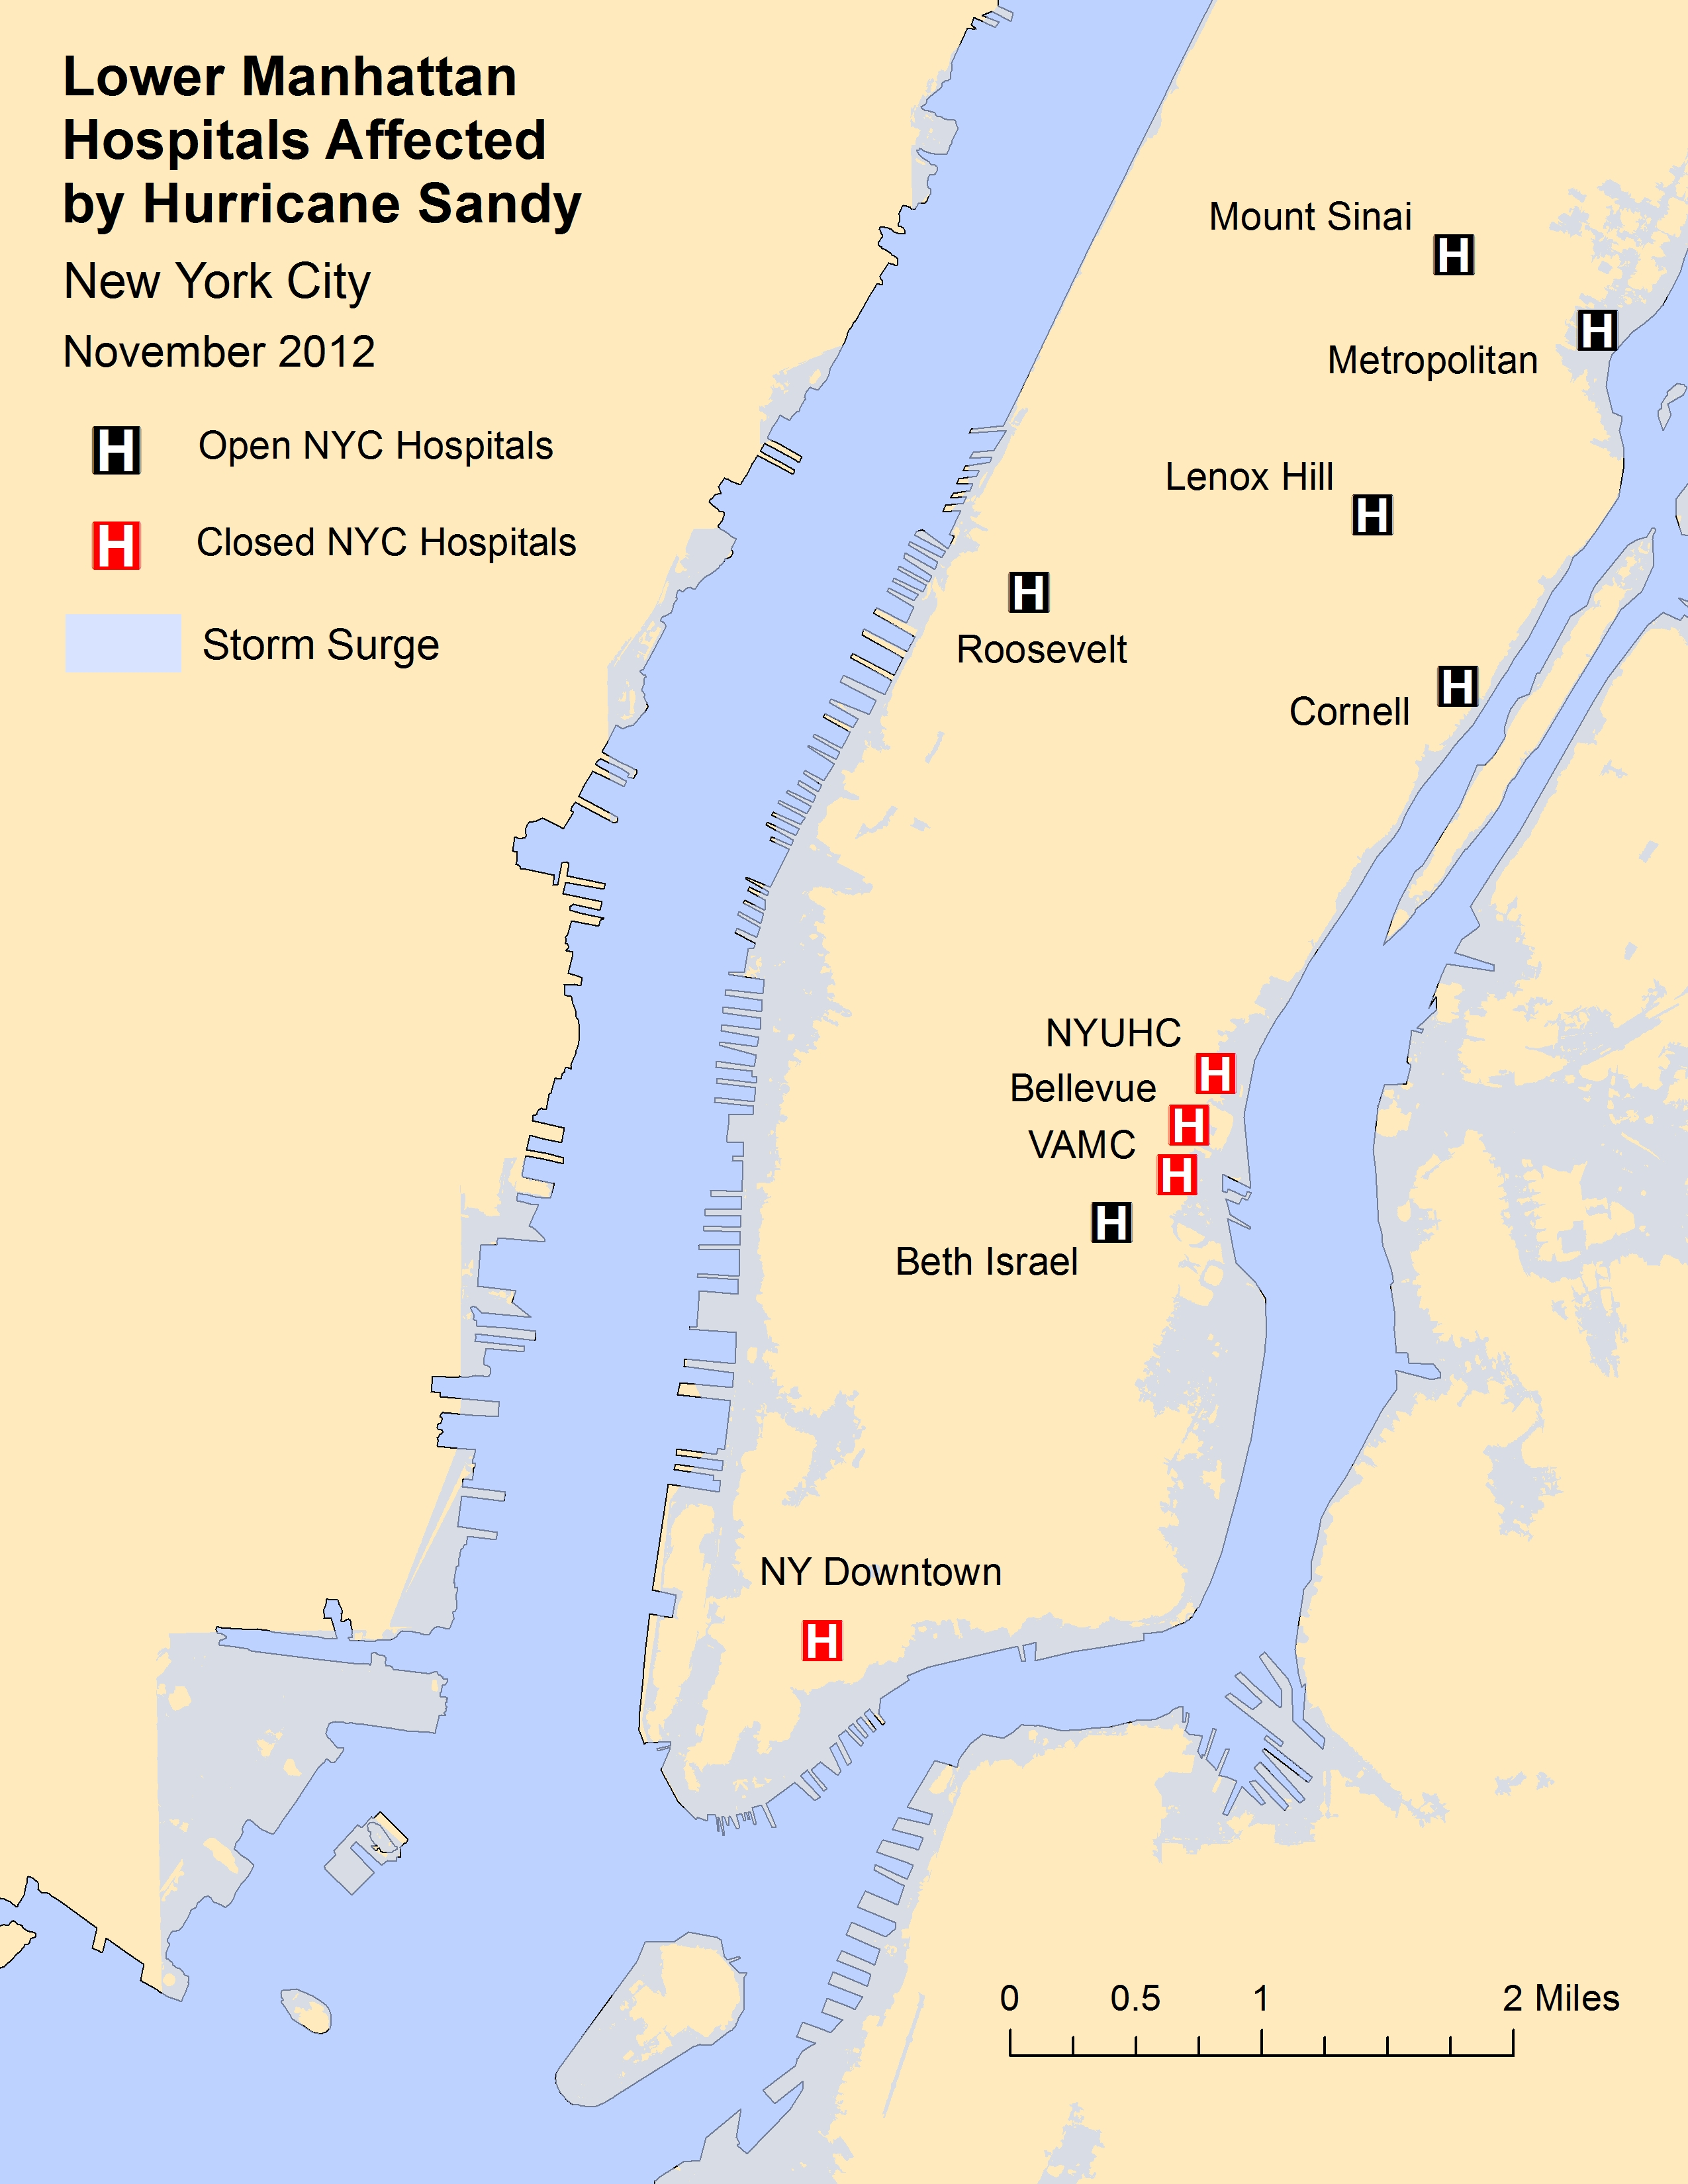 Lower Manhattan
Hospitals Affected
by Hurricane Sandy
New York City
November 2012
H Open NYC Hospitals
H Closed NYC Hospitals
Storm Surge
Mount Sinai
H
H
Metropolitan
Lenox Hill
H
H
Roosevelt
H
Cornell
NYUHC
H
Bellevue
H
VAMC
H
H
Beth Israel
NY Downtown
H
0 0.5 1 2 Miles